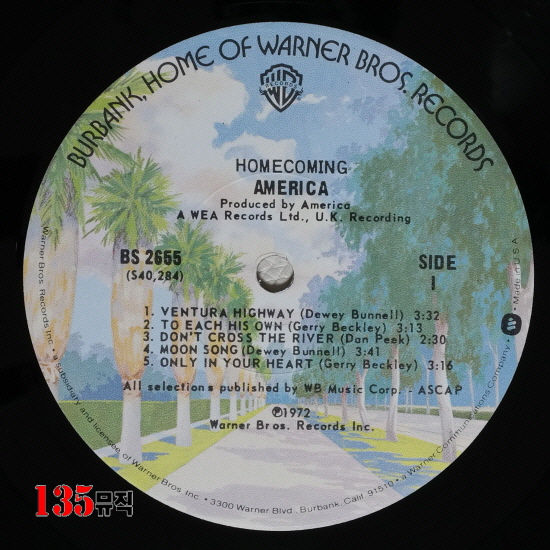 BURBANK, HOME OF WARNER BROS. RECORDS
WB
RECORDS
HOMECOMING
AMERICA
Produced by America
A WEA Records Ltd., U.K. Recording
BS 2655
(S40,284)
SIDE
1
1. VENTURA HIGHWAY (Dewey Bunnell) 3:32
2. TO EACH HIS OWN (Gerry Beckley) 3:13
3. DON'T CROSS THE RIVER (Dan Peek) 2:30
4. MOON SONG (Dewey Bunnell) 3:41
5. ONLY IN YOUR HEART (Gerry Beckley) 3:16
All selections published by WB Music Corp. - ASCAP
℗1972
Warner Bros. Records Inc.
Warner Bros. Records Inc. • a subsidiary and licensee of Warner Bros. Inc. • 3300 Warner Blvd., Burbank, Calif. 91510 • a Warner Communications Company • Made in U.S.A.
135뮤직